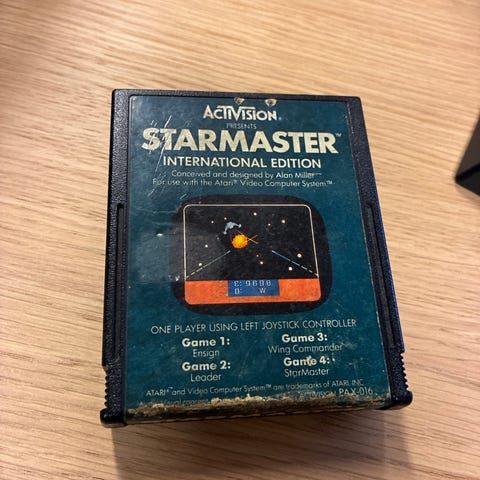 ACTIVISION®
PRESENTS
STARMASTER™
INTERNATIONAL EDITION
Conceived and designed by Alan Miller
For use with the Atari® Video Computer System™
E:9698
D: W
ONE PLAYER USING LEFT JOYSTICK CONTROLLER
Game 1:
Ensign
Game 2:
Leader
Game 3:
Wing Commander
Game 4:
StarMaster
ATARI® and Video Computer System™ are trademarks of ATARI, INC.
PAX-016